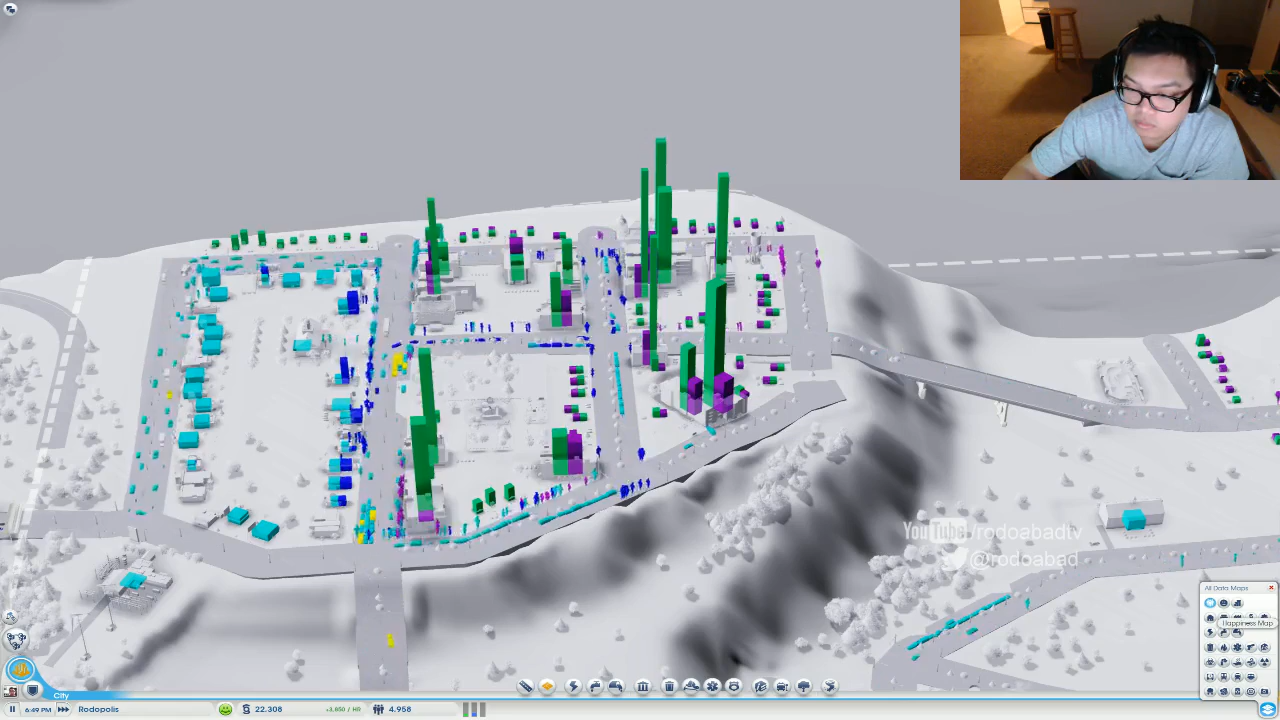 YouTube /rodoabadtv
@rodoabad
All Data Maps
Happiness Map
City
6:49 PM
Rodopolis
22.308
+3,850 / HR
4.958